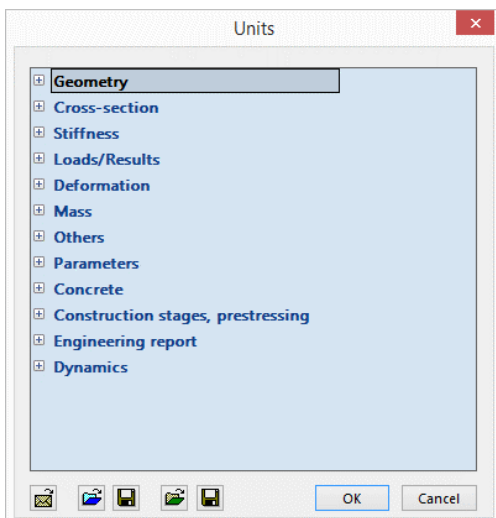 Units
Geometry
Cross-section
Stiffness
Loads/Results
Deformation
Mass
Others
Parameters
Concrete
Construction stages, prestressing
Engineering report
Dynamics
OK Cancel